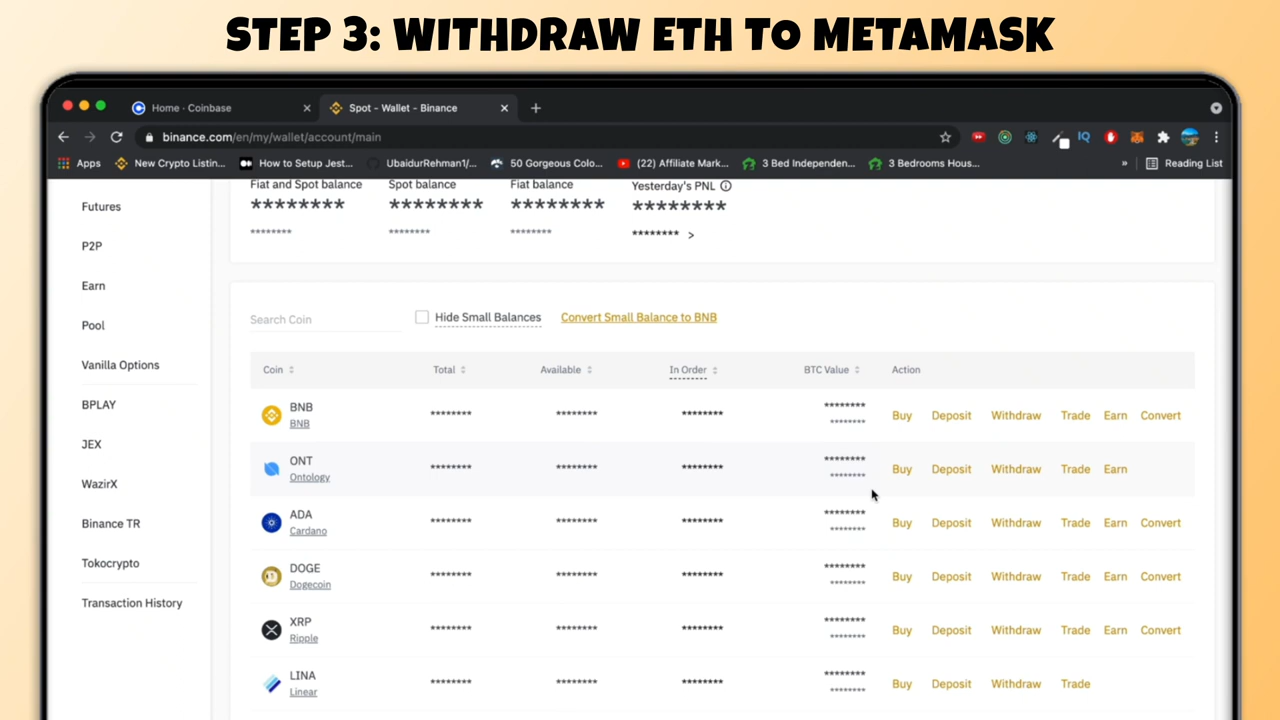 STEP 3: WITHDRAW ETH TO METAMASK
Home · Coinbase
Spot - Wallet - Binance
binance.com/en/my/wallet/account/main
IQ
Apps
New Crypto Listin...
How to Setup Jest...
UbaidurRehman1/...
50 Gorgeous Colo...
(22) Affiliate Mark...
3 Bed Independen...
3 Bedrooms Hous...
»
Reading List
Futures
P2P
Earn
Pool
Vanilla Options
BPLAY
JEX
WazirX
Binance TR
Tokocrypto
Transaction History
Fiat and Spot balance Spot balance Fiat balance Yesterday's PNL
******** ******** ******** ********
******** ******** ******** ******** >
Search Coin Hide Small Balances Convert Small Balance to BNB
Coin Total Available In Order BTC Value Action
BNB ******** ******** ******** ******** Buy Deposit Withdraw Trade Earn Convert
BNB ********
ONT ******** ******** ******** ******** Buy Deposit Withdraw Trade Earn
Ontology ********
ADA ******** ******** ******** ******** Buy Deposit Withdraw Trade Earn Convert
Cardano ********
DOGE ******** ******** ******** ******** Buy Deposit Withdraw Trade Earn Convert
Dogecoin ********
XRP ******** ******** ******** ******** Buy Deposit Withdraw Trade Earn Convert
Ripple ********
LINA ******** ******** ******** ******** Buy Deposit Withdraw Trade
Linear ********